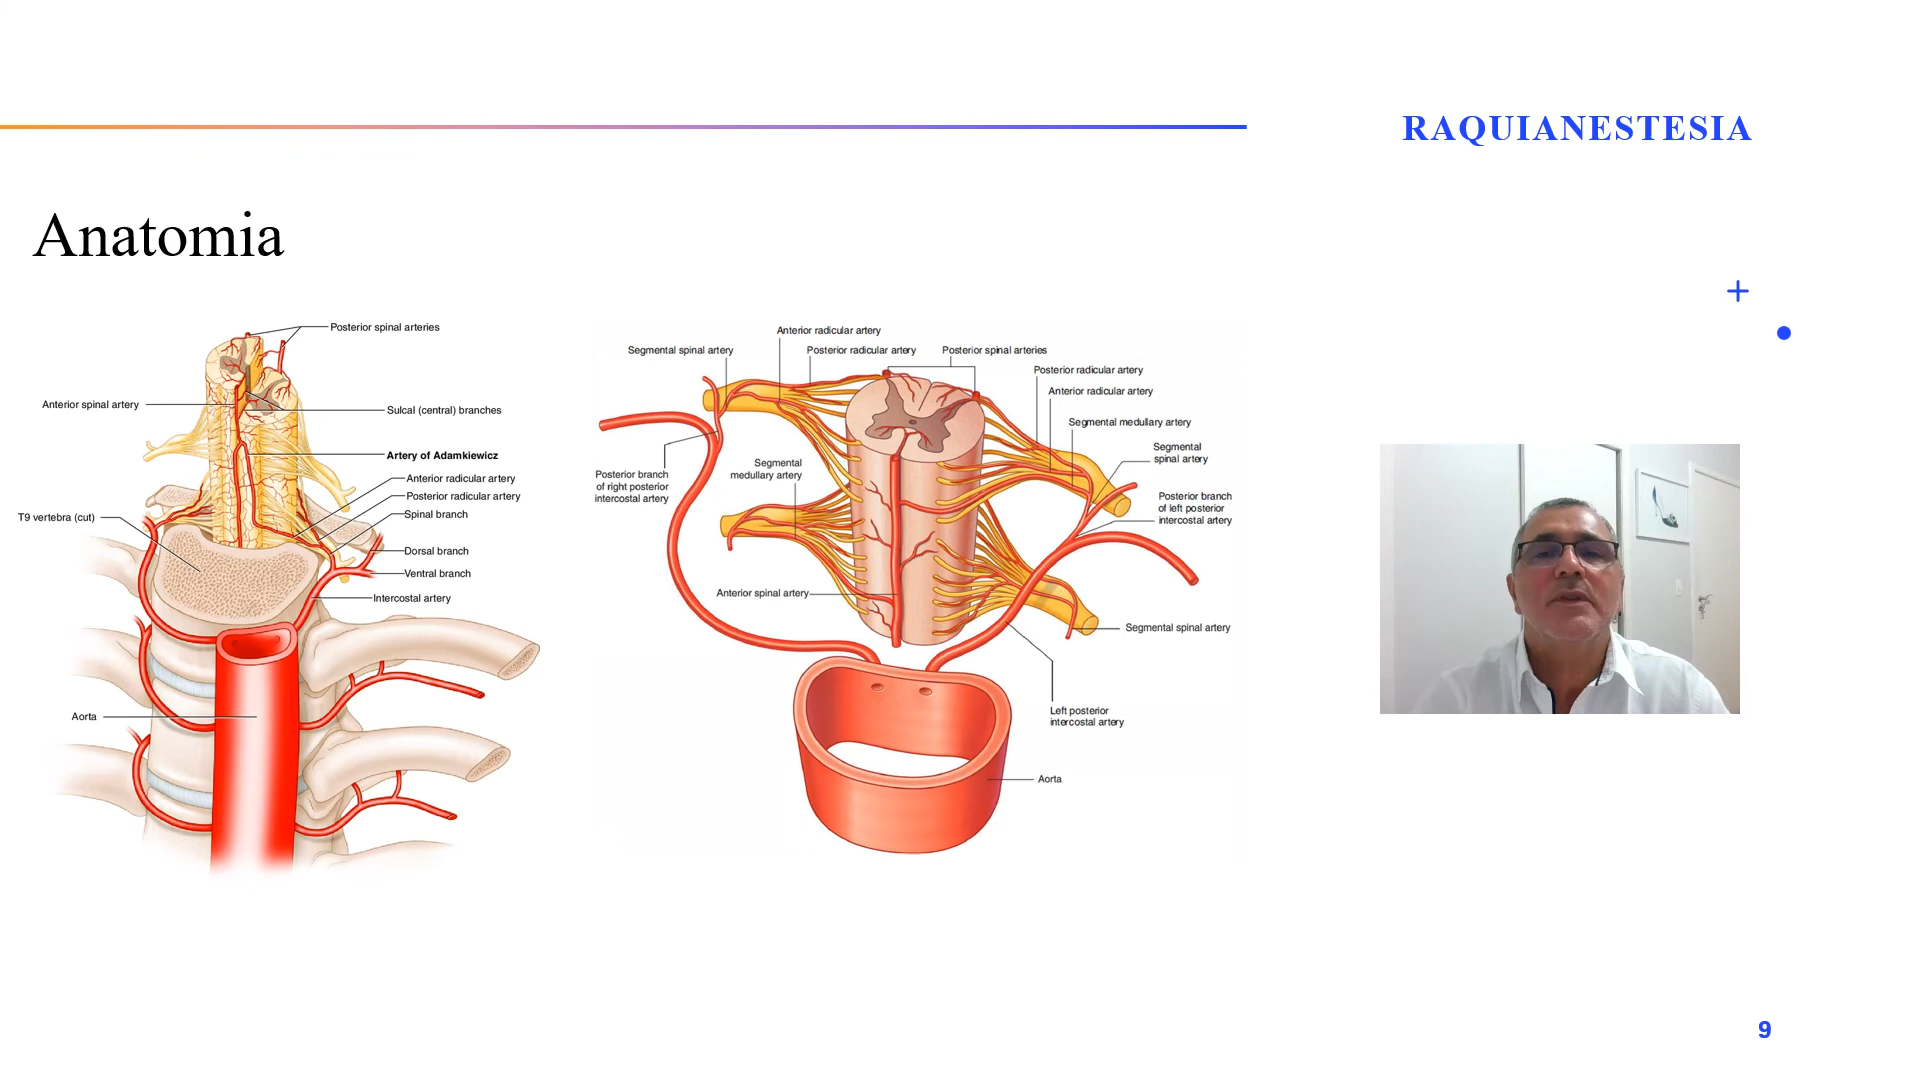 RAQUIANESTESIA
Anatomia
Posterior spinal arteries
Anterior spinal artery
Sulcal (central) branches
Artery of Adamkiewicz
Anterior radicular artery
Posterior radicular artery
T9 vertebra (cut)
Spinal branch
Dorsal branch
Ventral branch
Intercostal artery
Aorta
Anterior radicular artery
Segmental spinal artery
Posterior radicular artery
Posterior spinal arteries
Posterior radicular artery
Anterior radicular artery
Segmental medullary artery
Segmental
spinal artery
Segmental
medullary artery
Posterior branch
of right posterior
intercostal artery
Posterior branch
of left posterior
intercostal artery
Anterior spinal artery
Segmental spinal artery
Left posterior
intercostal artery
Aorta
9